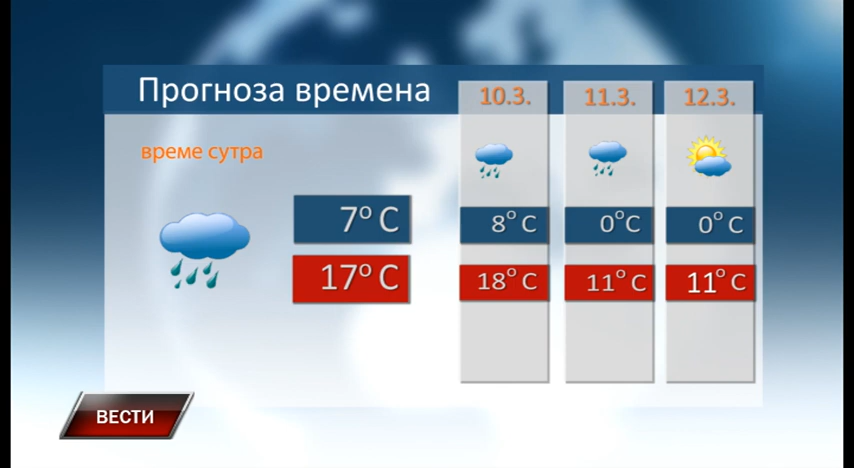 Прогноза времена
време сутра
7° C
17° C
10.3.
8° C
18° C
11.3.
0°C
11° C
12.3.
0° C
11° C
ВЕСТИ